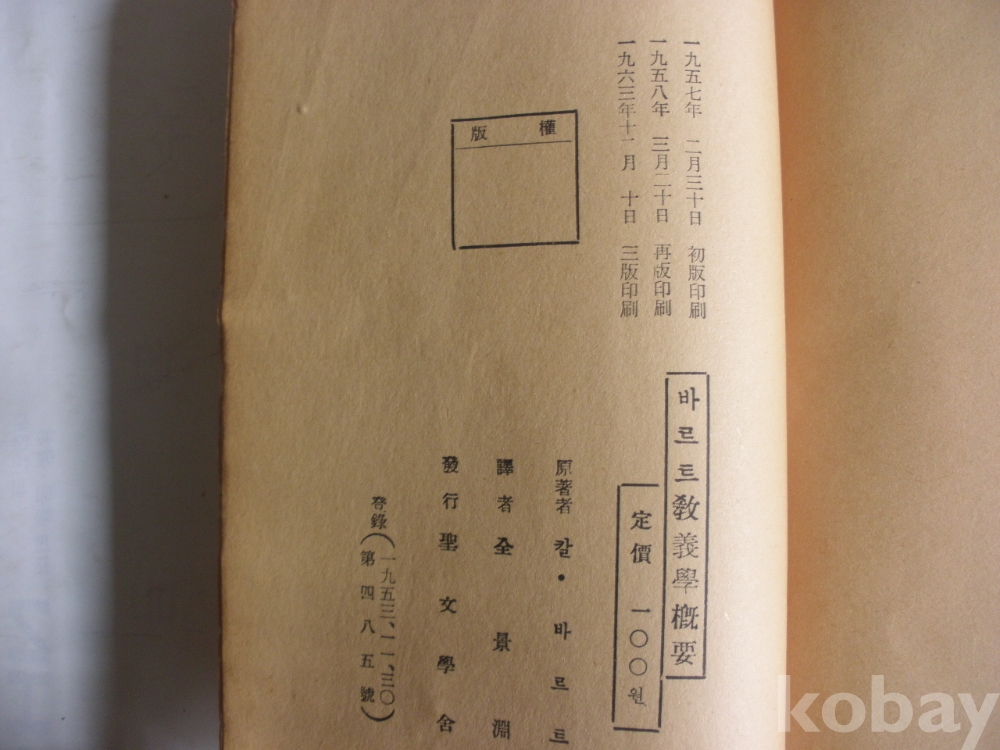 一九五七年 二月三十日 初版印刷
一九五八年 三月二十日 再版印刷
一九六三年十一月 十日 三版印刷
版權
바르트敎義學槪要
定價 一〇〇원
原著者 칼·바르트
譯者 全景淵
發行 聖文學舍
登錄(一九五三、一一、三〇
第四八五號)
kobay